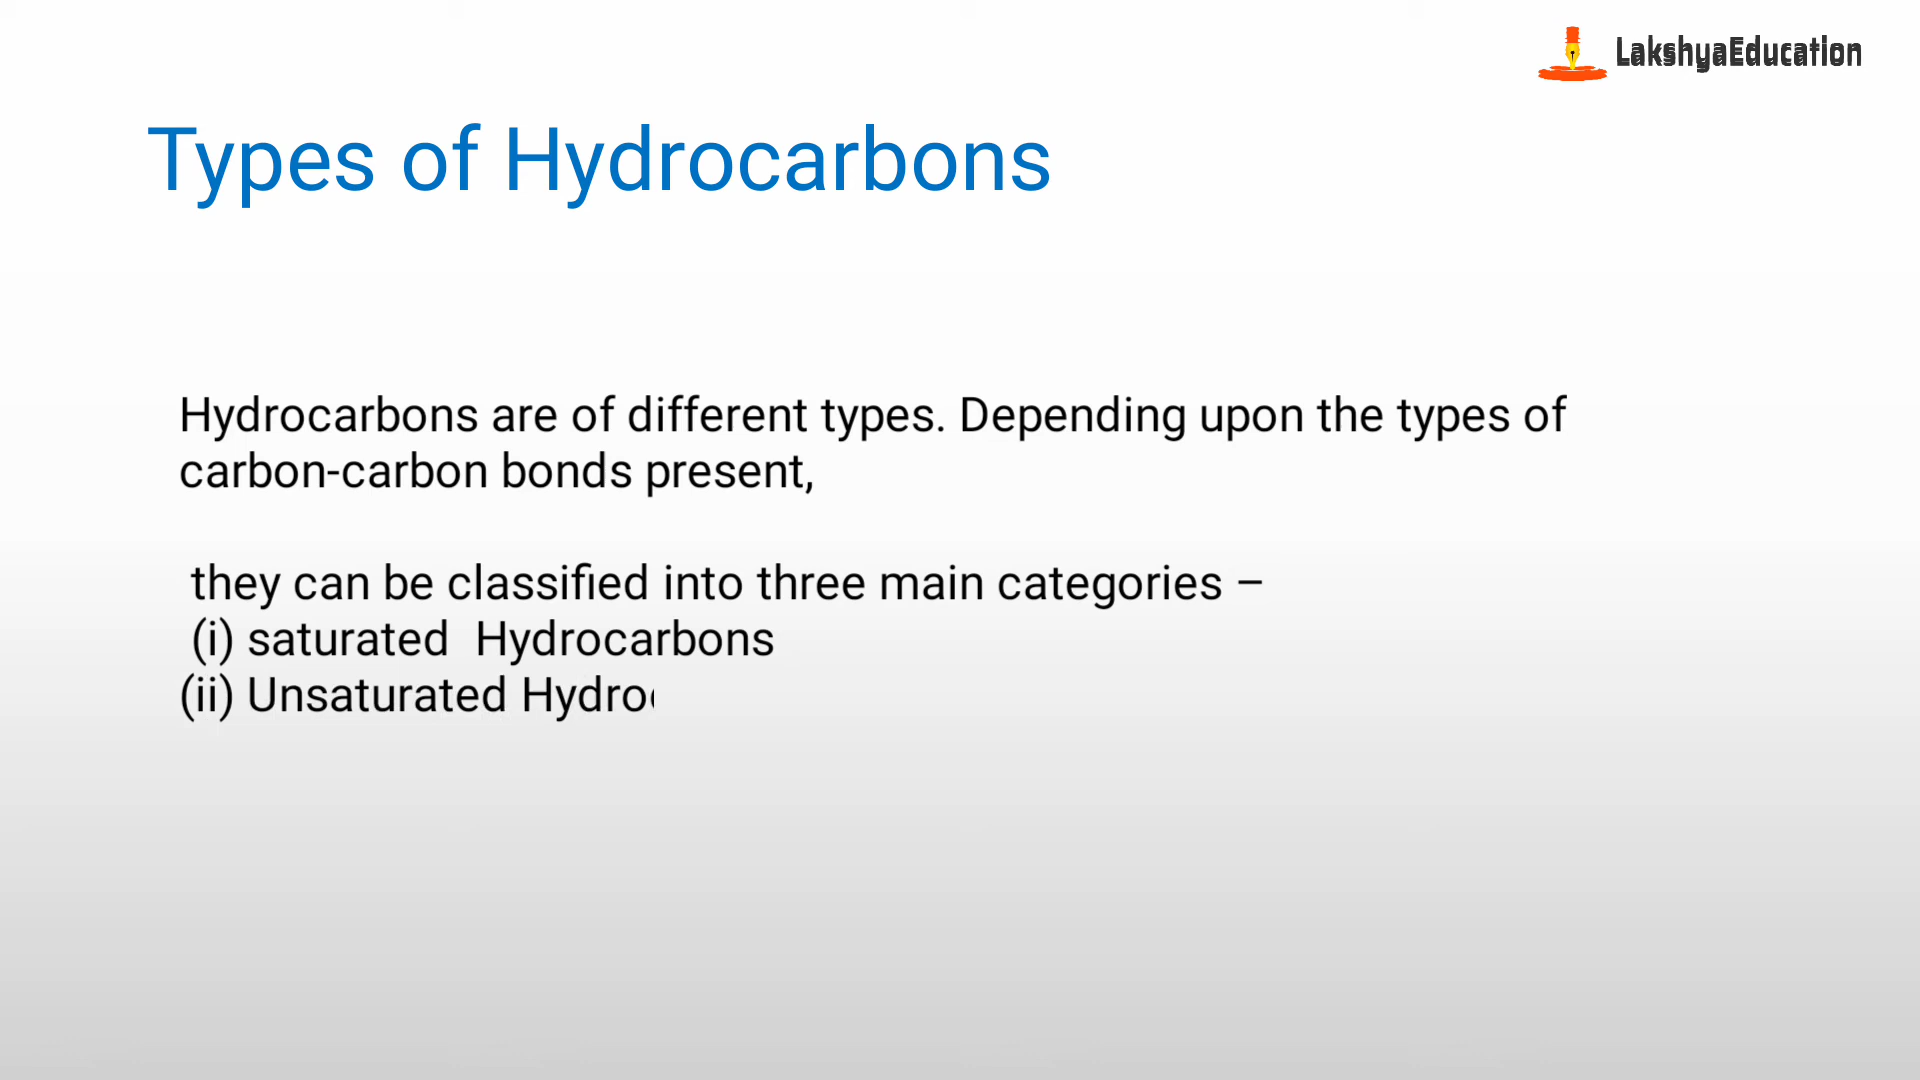 LakshyaEducation
Types of Hydrocarbons
Hydrocarbons are of different types. Depending upon the types of
carbon-carbon bonds present,
they can be classified into three main categories –
(i) saturated Hydrocarbons
(ii) Unsaturated Hydro